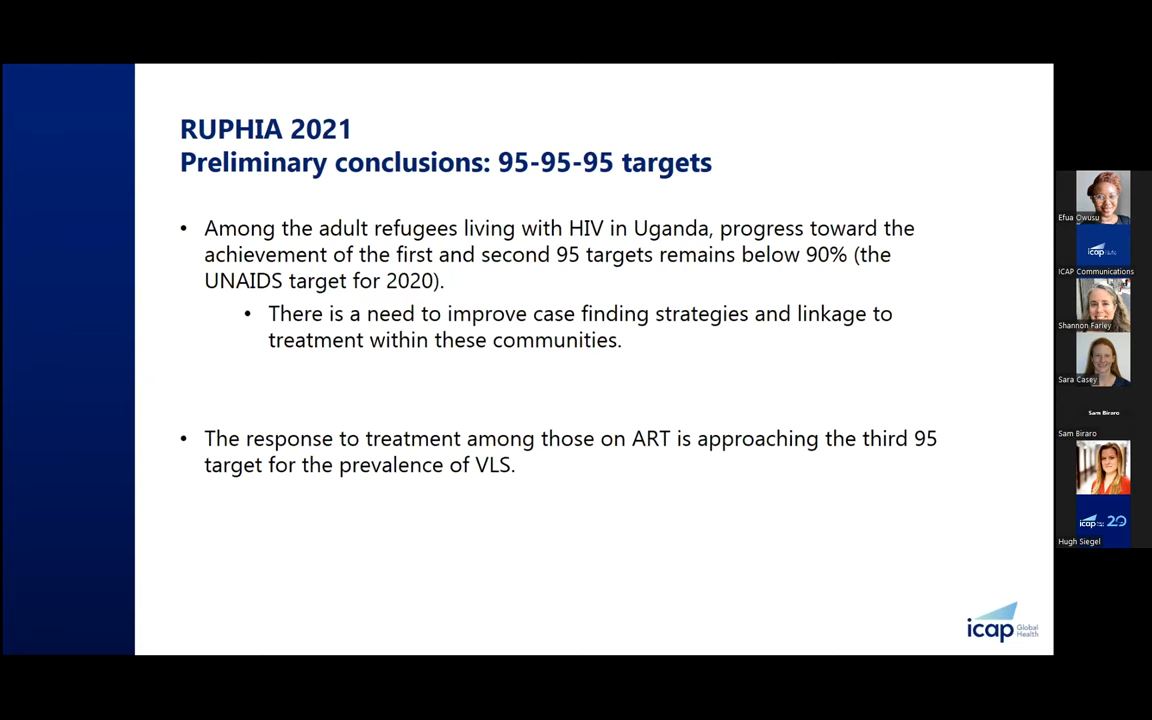 RUPHIA 2021
Preliminary conclusions: 95-95-95 targets
• Among the adult refugees living with HIV in Uganda, progress toward the
achievement of the first and second 95 targets remains below 90% (the
UNAIDS target for 2020).
• There is a need to improve case finding strategies and linkage to
treatment within these communities.
• The response to treatment among those on ART is approaching the third 95
target for the prevalence of VLS.
icap Global
Health
Efua Owusu
icap
ICAP Communications
Shannon Farley
Sara Casey
Sam Biraro
Sam Biraro
icap 20
Hugh Siegel